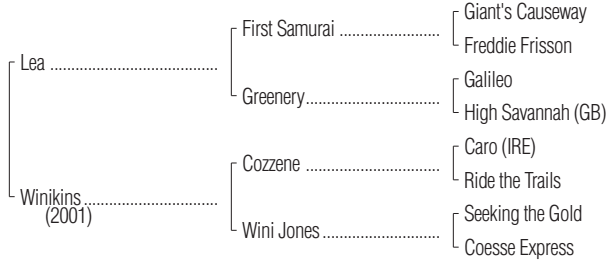 Giant's Causeway
First Samurai ......................
Freddie Frisson
Lea .....................................
Galileo
Greenery..............................
High Savannah (GB)
Caro (IRE)
Cozzene ..............................
Ride the Trails
Winikins ..............................
(2001)
Seeking the Gold
Wini Jones..........................
Coesse Express